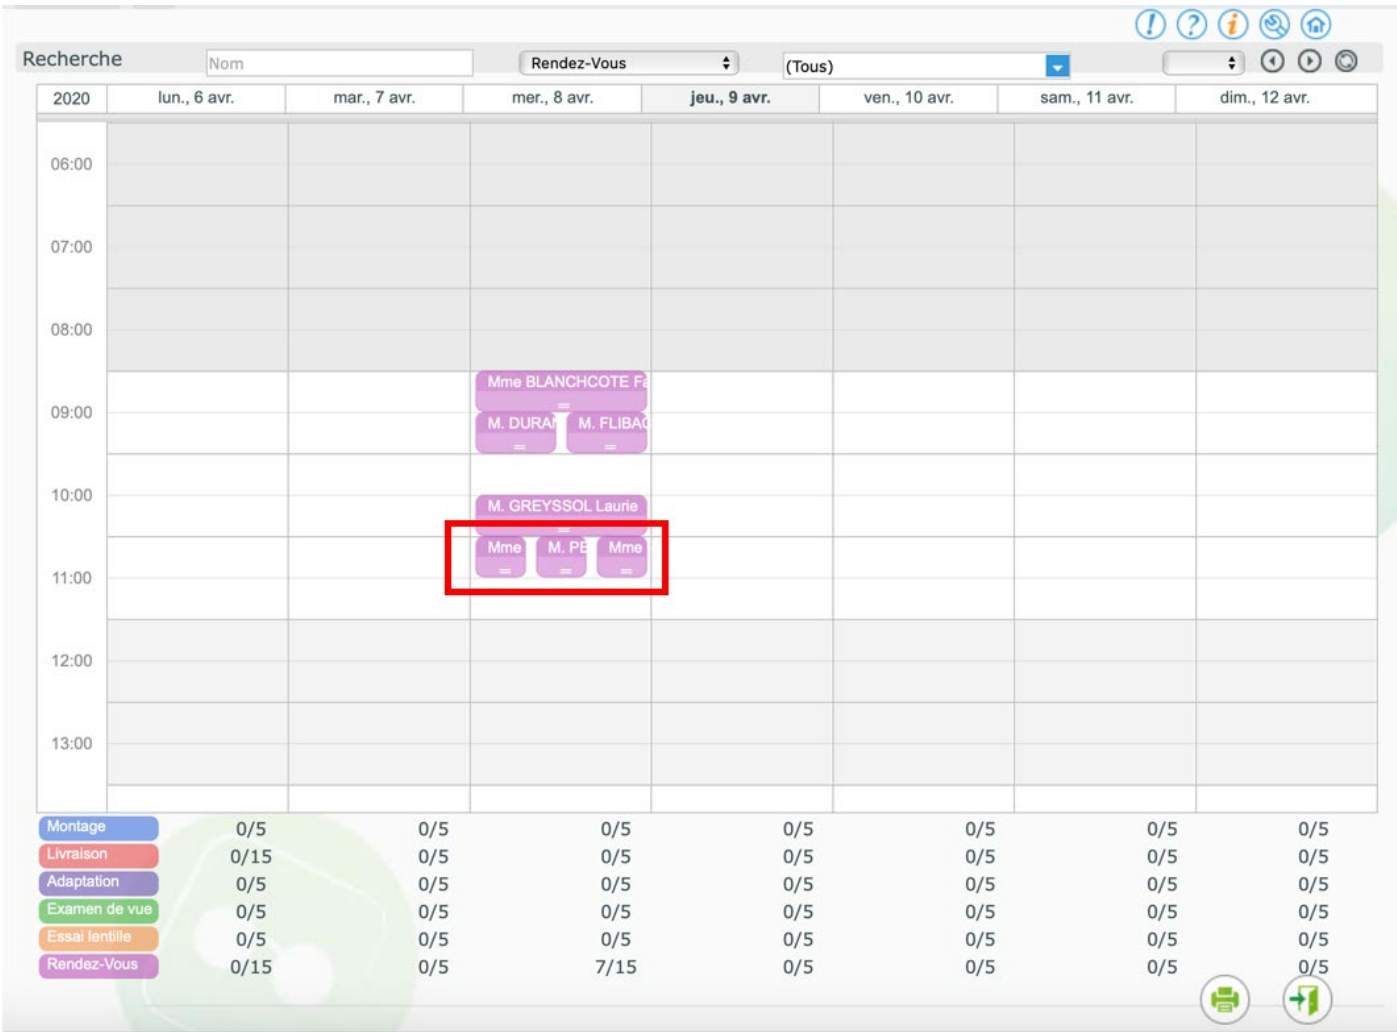 Recherche Nom Rendez-Vous (Tous)
2020 lun., 6 avr. mar., 7 avr. mer., 8 avr. jeu., 9 avr. ven., 10 avr. sam., 11 avr. dim., 12 avr.
06:00
07:00
08:00
Mme BLANCHCOTE Fa
09:00
M. DURAN M. FLIBAC
10:00
M. GREYSSOL Laurie
Mme M. PE Mme
11:00
12:00
13:00
Montage 0/5 0/5 0/5 0/5 0/5 0/5 0/5
Livraison 0/15 0/5 0/5 0/5 0/5 0/5 0/5
Adaptation 0/5 0/5 0/5 0/5 0/5 0/5 0/5
Examen de vue 0/5 0/5 0/5 0/5 0/5 0/5 0/5
Essai lentille 0/5 0/5 0/5 0/5 0/5 0/5 0/5
Rendez-Vous 0/15 0/5 7/15 0/5 0/5 0/5 0/5